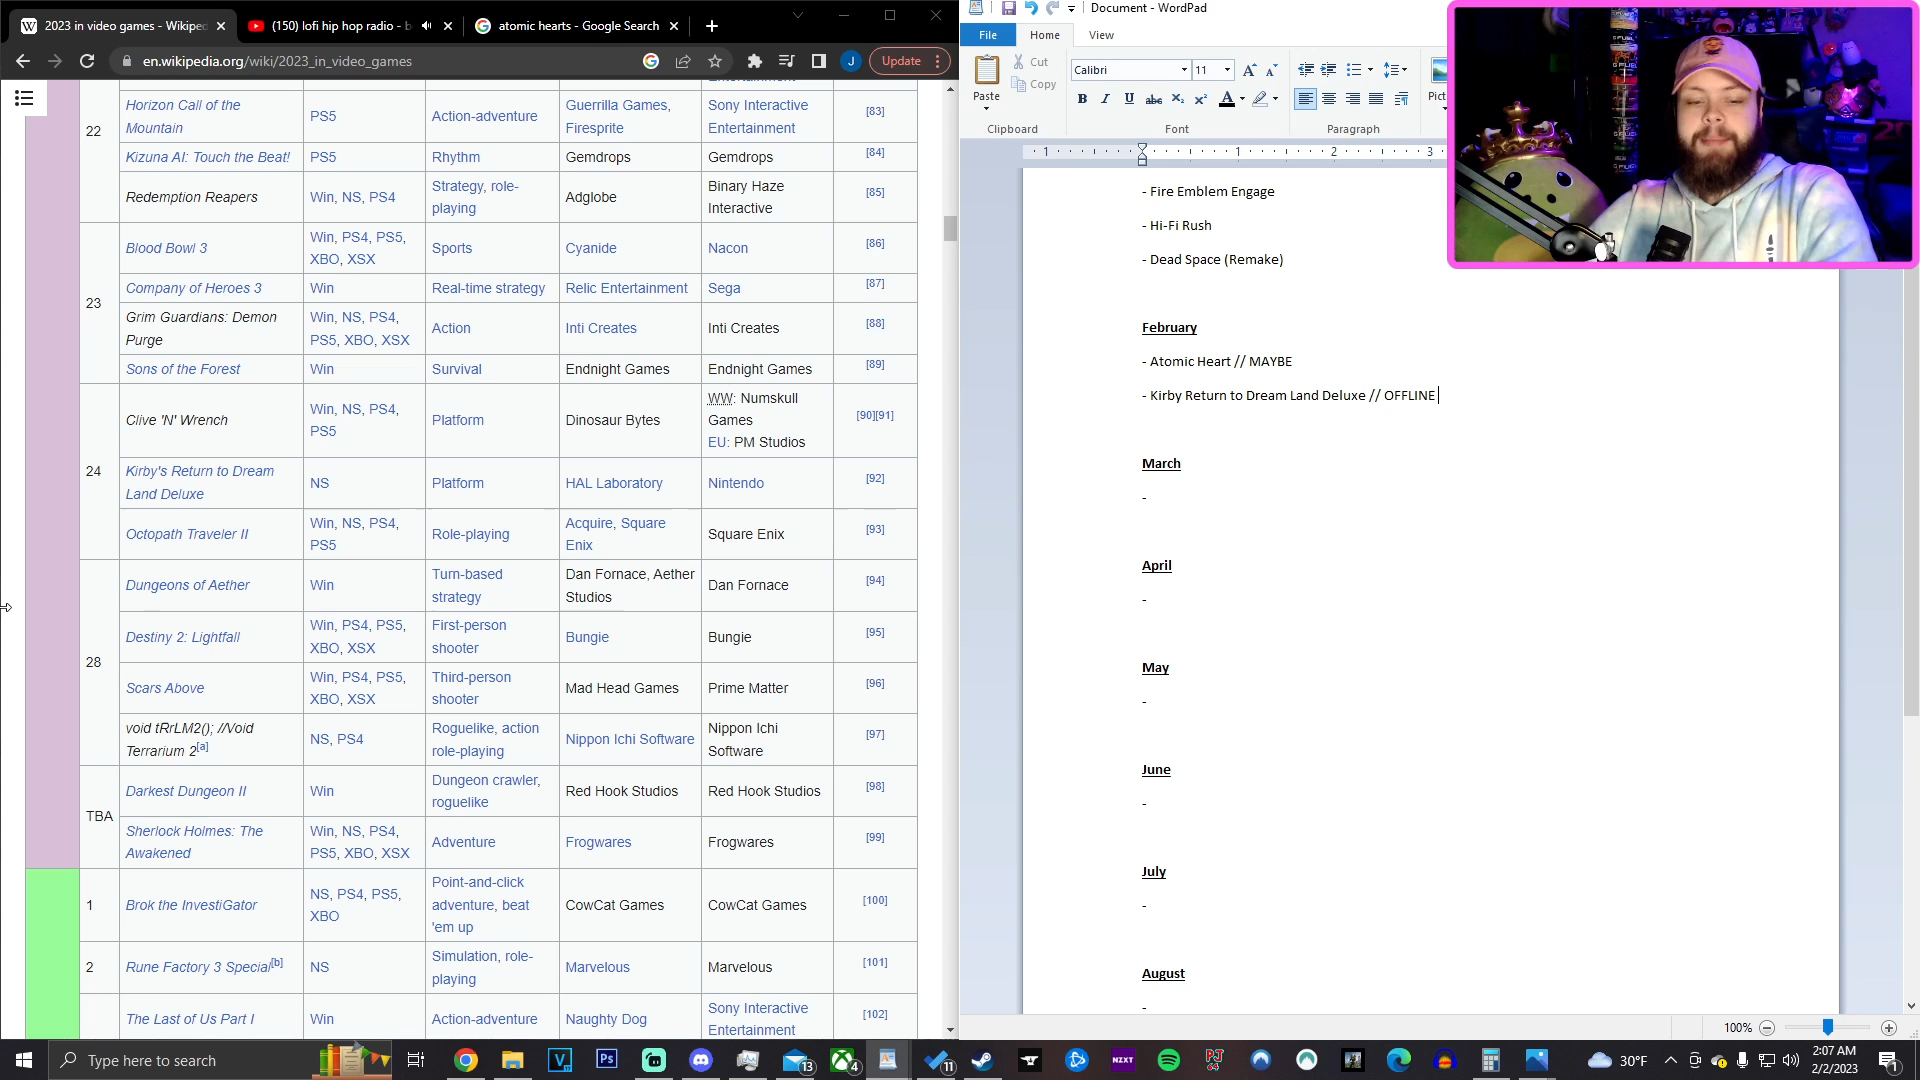 2023 in video games - Wikiped
(150) lofi hip hop radio - b
atomic hearts - Google Search
en.wikipedia.org/wiki/2023_in_video_games
J
Update
22
Horizon Call of the
Mountain
PS5
Action-adventure
Guerrilla Games,
Firesprite
Sony Interactive
Entertainment
[83]
Kizuna AI: Touch the Beat!
PS5
Rhythm
Gemdrops
Gemdrops
[84]
Redemption Reapers
Win, NS, PS4
Strategy, role-
playing
Adglobe
Binary Haze
Interactive
[85]
23
Blood Bowl 3
Win, PS4, PS5,
XBO, XSX
Sports
Cyanide
Nacon
[86]
Company of Heroes 3
Win
Real-time strategy
Relic Entertainment
Sega
[87]
Grim Guardians: Demon
Purge
Win, NS, PS4,
PS5, XBO, XSX
Action
Inti Creates
Inti Creates
[88]
Sons of the Forest
Win
Survival
Endnight Games
Endnight Games
[89]
24
Clive 'N' Wrench
Win, NS, PS4,
PS5
Platform
Dinosaur Bytes
WW: Numskull
Games
EU: PM Studios
[90][91]
Kirby's Return to Dream
Land Deluxe
NS
Platform
HAL Laboratory
Nintendo
[92]
Octopath Traveler II
Win, NS, PS4,
PS5
Role-playing
Acquire, Square
Enix
Square Enix
[93]
28
Dungeons of Aether
Win
Turn-based
strategy
Dan Fornace, Aether
Studios
Dan Fornace
[94]
Destiny 2: Lightfall
Win, PS4, PS5,
XBO, XSX
First-person
shooter
Bungie
Bungie
[95]
Scars Above
Win, PS4, PS5,
XBO, XSX
Third-person
shooter
Mad Head Games
Prime Matter
[96]
void tRrLM2(); //Void
Terrarium 2[a]
NS, PS4
Roguelike, action
role-playing
Nippon Ichi Software
Nippon Ichi
Software
[97]
TBA
Darkest Dungeon II
Win
Dungeon crawler,
roguelike
Red Hook Studios
Red Hook Studios
[98]
Sherlock Holmes: The
Awakened
Win, NS, PS4,
PS5, XBO, XSX
Adventure
Frogwares
Frogwares
[99]
1
Brok the InvestiGator
NS, PS4, PS5,
XBO
Point-and-click
adventure, beat
'em up
CowCat Games
CowCat Games
[100]
2
Rune Factory 3 Special[b]
NS
Simulation, role-
playing
Marvelous
Marvelous
[101]
The Last of Us Part I
Win
Action-adventure
Naughty Dog
Sony Interactive
Entertainment
[102]
Document - WordPad
File
Home
View
Paste
Cut
Copy
Clipboard
Calibri
11
Font
Paragraph
Pict
1
1
2
3
- Fire Emblem Engage
- Hi-Fi Rush
- Dead Space (Remake)
February
- Atomic Heart // MAYBE
- Kirby Return to Dream Land Deluxe // OFFLINE
March
-
April
-
May
-
June
-
July
-
August
-
100%
Type here to search
13
4
11
30°F
2:07 AM
2/2/2023
1